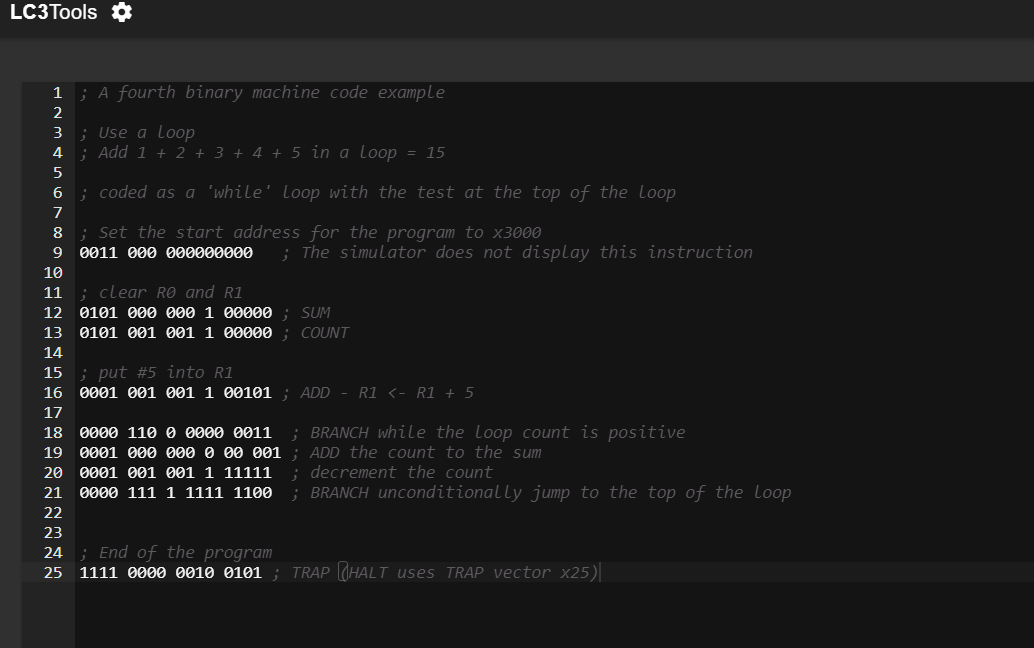 LC3Tools
1 ; A fourth binary machine code example
2
3 ; Use a loop
4 ; Add 1 + 2 + 3 + 4 + 5 in a loop = 15
5
6 ; coded as a 'while' loop with the test at the top of the loop
7
8 ; Set the start address for the program to x3000
9 0011 000 000000000   ; The simulator does not display this instruction
10
11 ; clear R0 and R1
12 0101 000 000 1 00000 ; SUM
13 0101 001 001 1 00000 ; COUNT
14
15 ; put #5 into R1
16 0001 001 001 1 00101 ; ADD - R1 <- R1 + 5
17
18 0000 110 0 0000 0011  ; BRANCH while the loop count is positive
19 0001 000 000 0 00 001 ; ADD the count to the sum
20 0001 001 001 1 11111  ; decrement the count
21 0000 111 1 1111 1100  ; BRANCH unconditionally jump to the top of the loop
22
23
24 ; End of the program
25 1111 0000 0010 0101 ; TRAP (HALT uses TRAP vector x25)